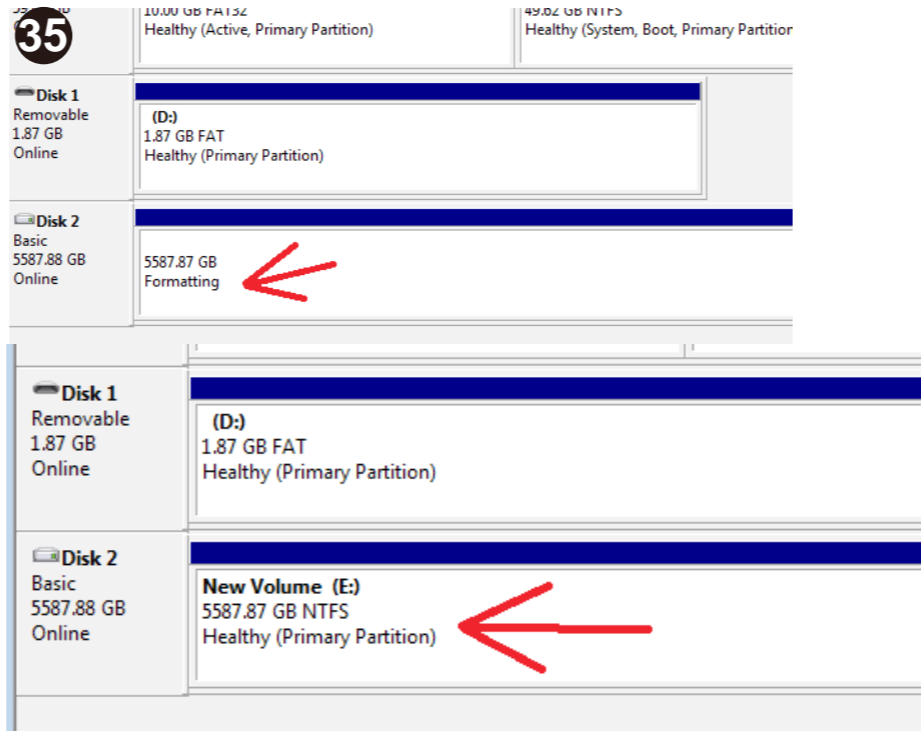 35
10.00 GB FAT32
49.62 GB NTFS
Healthy (Active, Primary Partition)
Healthy (System, Boot, Primary Partition
Disk 1
Removable
1.87 GB
Online
(D:)
1.87 GB FAT
Healthy (Primary Partition)
Disk 2
Basic
5587.88 GB
Online
5587.87 GB
Formatting
Disk 1
Removable
1.87 GB
Online
(D:)
1.87 GB FAT
Healthy (Primary Partition)
Disk 2
Basic
5587.88 GB
Online
New Volume (E:)
5587.87 GB NTFS
Healthy (Primary Partition)